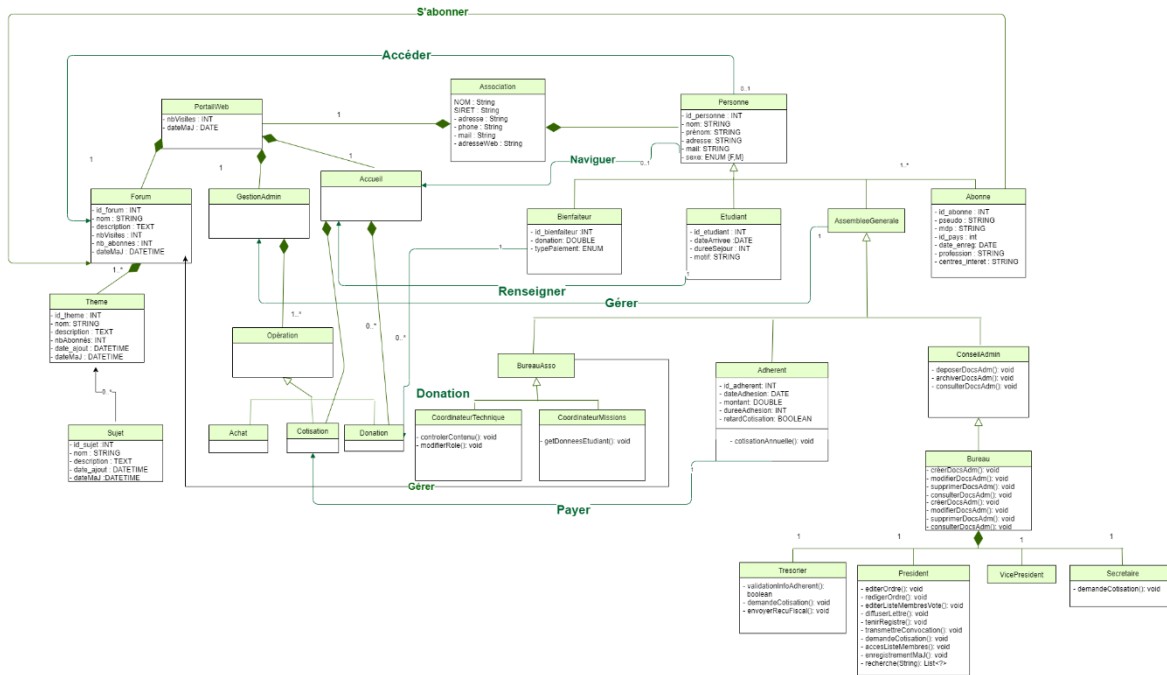 S'abonner
Accéder
Association
NOM : String
SIRET : String
- adresse : String
- phone : String
- mail : String
- adresseWeb : String
0..1
Personne
- id_personne : INT
- nom: STRING
- prénom: STRING
- adresse: STRING
- mail: STRING
- sexe: ENUM {F,M}
PortailWeb
- nbVisites : INT
- dateMaJ : DATE
1
1
1
1
Naviguer
0..1
1..*
Accueil
Forum
- id_forum : INT
- nom : STRING
- description : TEXT
- nbVisites: INT
- nb_abonnes : INT
- dateMaJ : DATETIME
GestionAdmin
Bienfaiteur
- id_bienfaiteur :INT
- donation: DOUBLE
- typePaiement: ENUM
Etudiant
- id_etudiant : INT
- dateArrivee :DATE
- dureeSejour : INT
- motif: STRING
AssembleeGenerale
Abonne
- id_abonne : INT
- pseudo : STRING
- mdp : STRING
- id_pays : int
- date_enreg: DATE
- profession : STRING
- centres_interet : STRING
1
1
1
1..*
Renseigner
Gérer
Theme
- id_theme : INT
- nom: STRING
- description : TEXT
- nbAbonnés: INT
- date_ajout : DATETIME
- dateMaJ : DATETIME
1..*
0..*
0..*
Opération
BureauAsso
Adherent
- id_adherent: INT
- dateAdhesion: DATE
- montant: DOUBLE
- dureeAdhesion: INT
- retardCotisation: BOOLEAN
- cotisationAnnuelle(): void
ConseilAdmin
- deposerDocsAdm(): void
- archiverDocsAdm(): void
- consulterDocsAdm(): void
0..*
Donation
CoordinateurTechnique
- controlerContenu(): void
- modifierRole(): void
CoordinateurMissions
- getDonneesEtudiant(): void
Sujet
- id_sujet: INT
- nom : STRING
- description : TEXT
- date_ajout : DATETIME
- dateMaJ :DATETIME
Achat
Cotisation
Donation
Bureau
- créerDocsAdm(): void
- modifierDocsAdm(): void
- supprimerDocsAdm(): void
- consulterDocsAdm(): void
- créerDocsAdm(): void
- modifierDocsAdm(): void
- supprimerDocsAdm(): void
- consulterDocsAdm(): void
1
Gérer
Payer
1
1
1
1
Tresorier
- validationInfoAdherent():
boolean
- demandeCotisation(): void
- envoyerRecuFiscal(): void
President
- editerOrdre(): void
- redigerOrdre(): void
- editerListeMembresVote(): void
- diffuserLettre(): void
- tenirRegistre(): void
- transmettreConvocation(): void
- demandeCotisation(): void
- accesListeMembres(): void
- enregistrementMaJ(): void
- recherche(String): List<?>
VicePresident
Secretaire
- demandeCotisation(): void